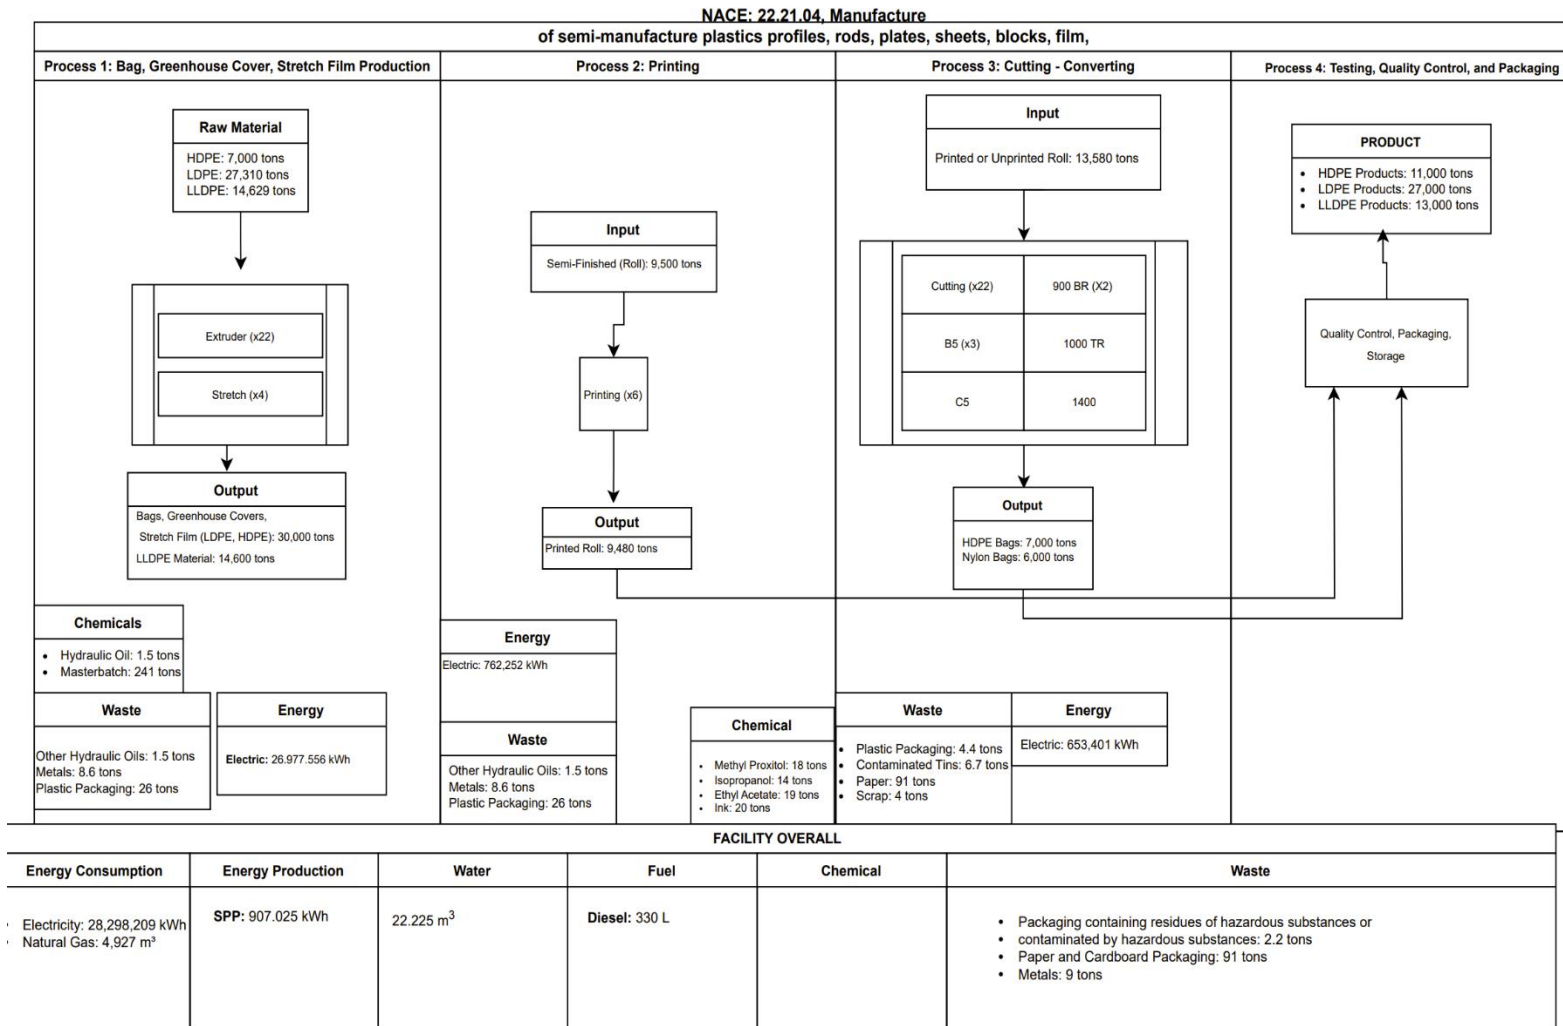 NACE: 22.21.04, Manufacture
of semi-manufacture plastics profiles, rods, plates, sheets, blocks, film,
Process 1: Bag, Greenhouse Cover, Stretch Film Production
Raw Material
HDPE: 7,000 tons
LDPE: 27,310 tons
LLDPE: 14,629 tons
Extruder (x22)
Stretch (x4)
Output
Bags, Greenhouse Covers,
Stretch Film (LDPE, HDPE): 30,000 tons
LLDPE Material: 14,600 tons
Chemicals
• Hydraulic Oil: 1.5 tons
• Masterbatch: 241 tons
Waste
Other Hydraulic Oils: 1.5 tons
Metals: 8.6 tons
Plastic Packaging: 26 tons
Energy
Electric: 26.977.556 kWh
Process 2: Printing
Input
Semi-Finished (Roll): 9,500 tons
Printing (x6)
Output
Printed Roll: 9,480 tons
Energy
Electric: 762,252 kWh
Waste
Other Hydraulic Oils: 1.5 tons
Metals: 8.6 tons
Plastic Packaging: 26 tons
Chemical
• Methyl Proxitol: 18 tons
• Isopropanol: 14 tons
• Ethyl Acetate: 19 tons
• Ink: 20 tons
Process 3: Cutting - Converting
Input
Printed or Unprinted Roll: 13,580 tons
Cutting (x22)
900 BR (X2)
B5 (x3)
1000 TR
C5
1400
Output
HDPE Bags: 7,000 tons
Nylon Bags: 6,000 tons
Waste
• Plastic Packaging: 4.4 tons
• Contaminated Tins: 6.7 tons
• Paper: 91 tons
• Scrap: 4 tons
Energy
Electric: 653,401 kWh
Process 4: Testing, Quality Control, and Packaging
PRODUCT
• HDPE Products: 11,000 tons
• LDPE Products: 27,000 tons
• LLDPE Products: 13,000 tons
Quality Control, Packaging,
Storage
FACILITY OVERALL
Energy Consumption
• Electricity: 28,298,209 kWh
• Natural Gas: 4,927 m³
Energy Production
SPP: 907.025 kWh
Water
22.225 m³
Fuel
Diesel: 330 L
Chemical
Waste
• Packaging containing residues of hazardous substances or
• contaminated by hazardous substances: 2.2 tons
• Paper and Cardboard Packaging: 91 tons
• Metals: 9 tons